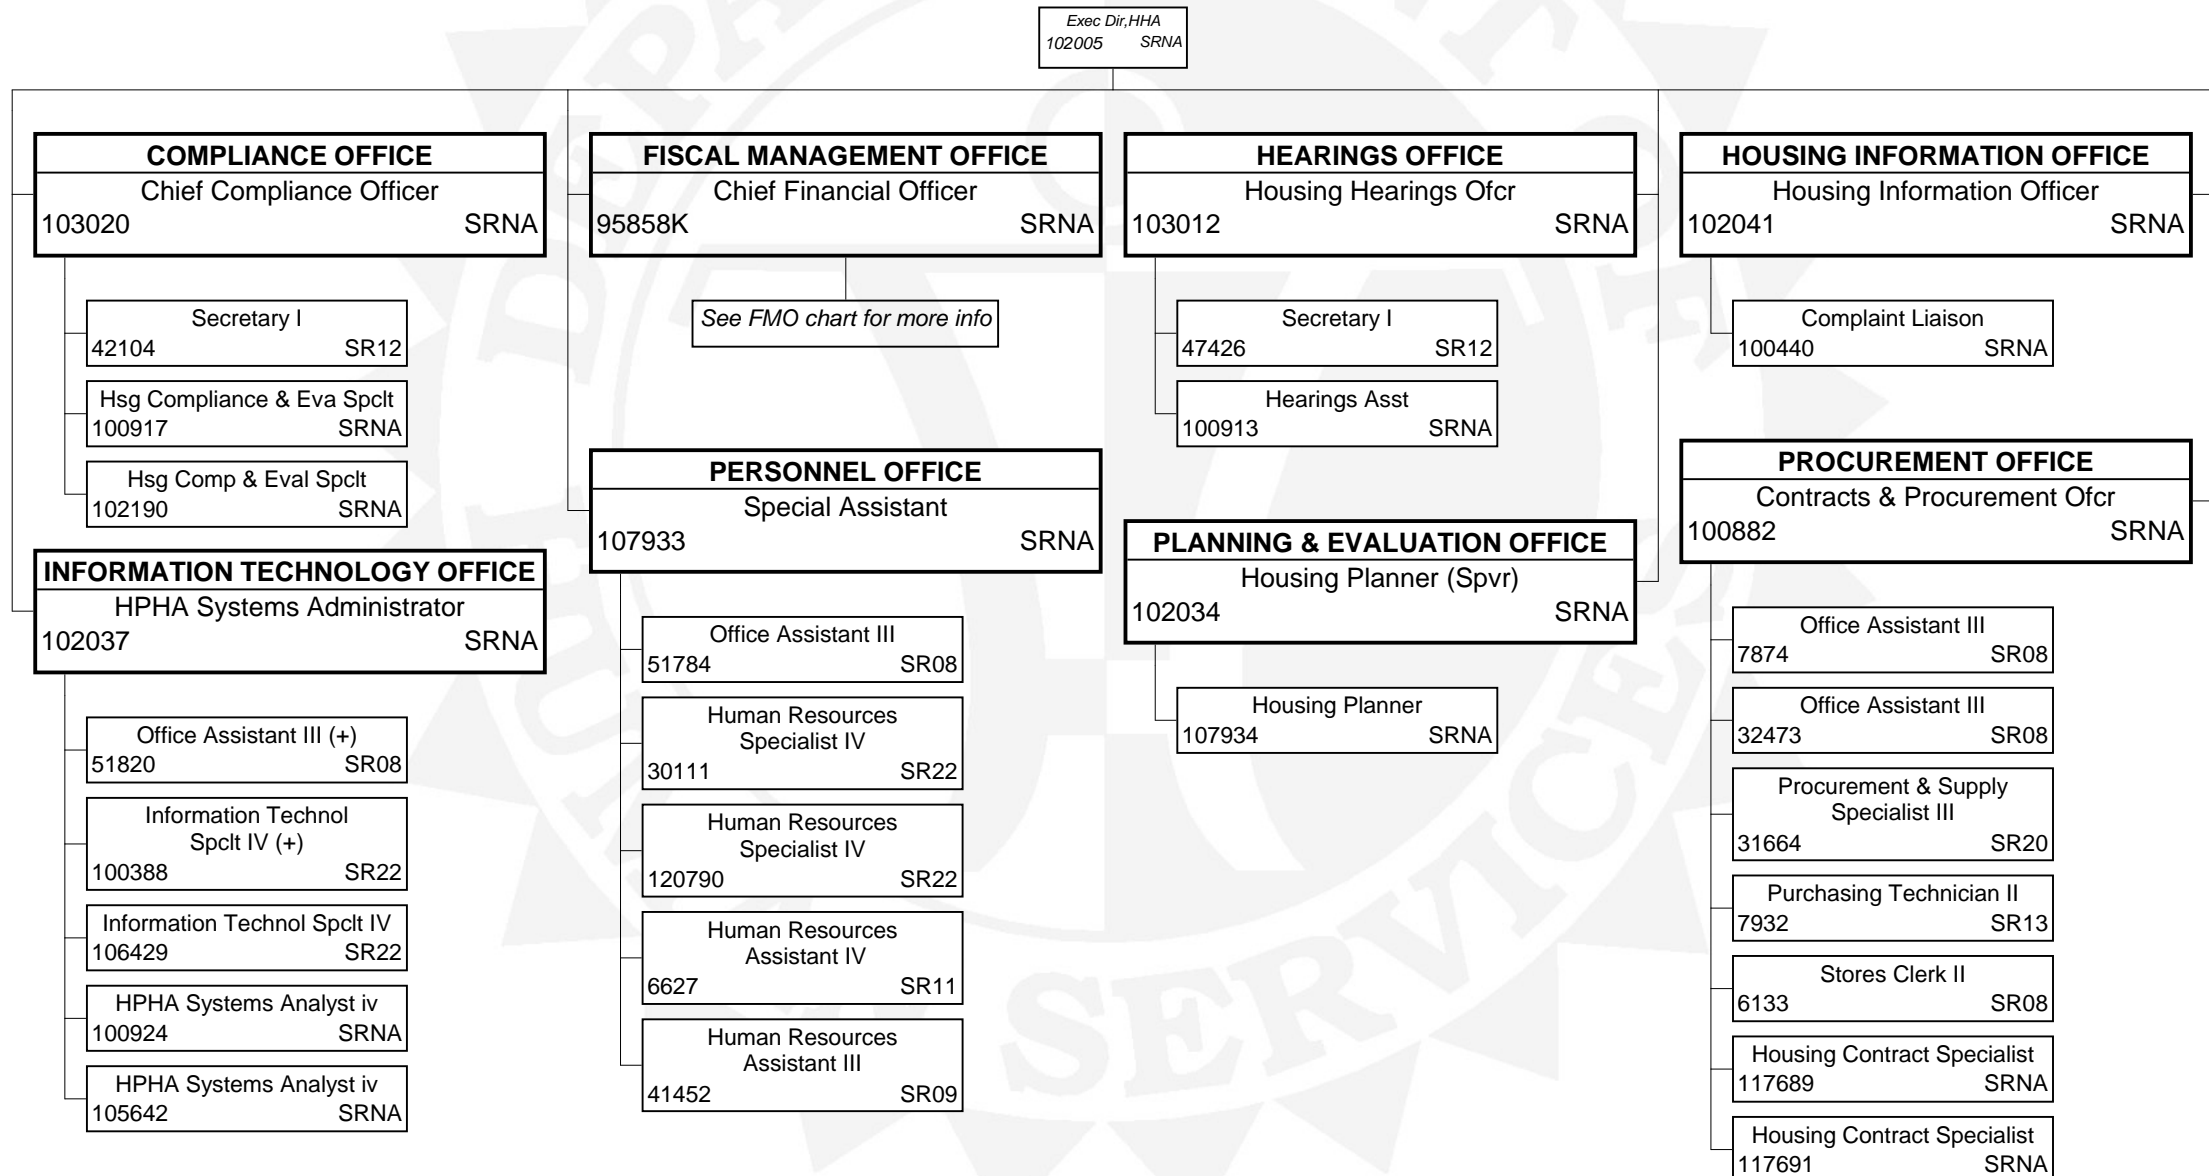 Exec Dir,HHA
102005 SRNA
COMPLIANCE OFFICE
Chief Compliance Officer
103020 SRNA
Secretary I
42104 SR12
Hsg Compliance & Eva Spclt
100917 SRNA
Hsg Comp & Eval Spclt
102190 SRNA
INFORMATION TECHNOLOGY OFFICE
HPHA Systems Administrator
102037 SRNA
Office Assistant III (+)
51820 SR08
Information Technol
Spclt IV (+)
100388 SR22
Information Technol Spclt IV
106429 SR22
HPHA Systems Analyst iv
100924 SRNA
HPHA Systems Analyst iv
105642 SRNA
FISCAL MANAGEMENT OFFICE
Chief Financial Officer
95858K SRNA
See FMO chart for more info
PERSONNEL OFFICE
Special Assistant
107933 SRNA
Office Assistant III
51784 SR08
Human Resources
Specialist IV
30111 SR22
Human Resources
Specialist IV
120790 SR22
Human Resources
Assistant IV
6627 SR11
Human Resources
Assistant III
41452 SR09
HEARINGS OFFICE
Housing Hearings Ofcr
103012 SRNA
Secretary I
47426 SR12
Hearings Asst
100913 SRNA
PLANNING & EVALUATION OFFICE
Housing Planner (Spvr)
102034 SRNA
Housing Planner
107934 SRNA
HOUSING INFORMATION OFFICE
Housing Information Officer
102041 SRNA
Complaint Liaison
100440 SRNA
PROCUREMENT OFFICE
Contracts & Procurement Ofcr
100882 SRNA
Office Assistant III
7874 SR08
Office Assistant III
32473 SR08
Procurement & Supply
Specialist III
31664 SR20
Purchasing Technician II
7932 SR13
Stores Clerk II
6133 SR08
Housing Contract Specialist
117689 SRNA
Housing Contract Specialist
117691 SRNA
SERVICES